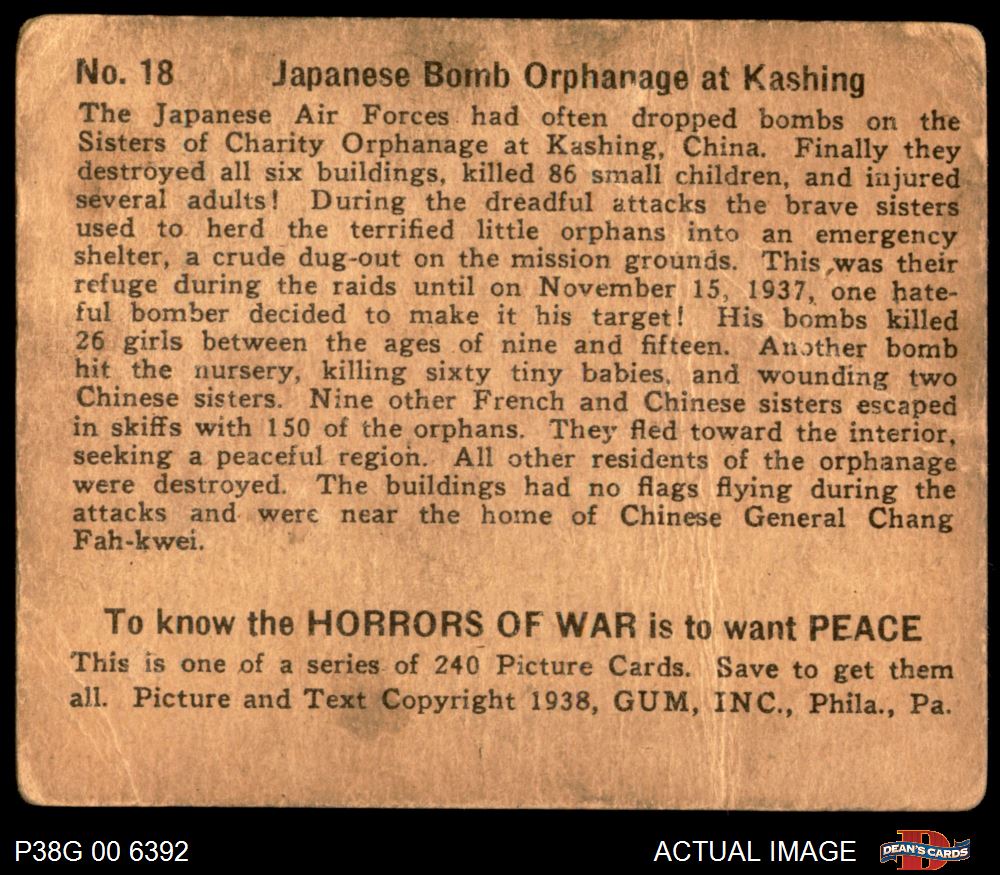 No. 18 Japanese Bomb Orphanage at Kashing
The Japanese Air Forces had often dropped bombs on the
Sisters of Charity Orphanage at Kashing, China. Finally they
destroyed all six buildings, killed 86 small children, and injured
several adults! During the dreadful attacks the brave sisters
used to herd the terrified little orphans into an emergency
shelter, a crude dug-out on the mission grounds. This was their
refuge during the raids until on November 15, 1937, one hate-
ful bomber decided to make it his target! His bombs killed
26 girls between the ages of nine and fifteen. Another bomb
hit the nursery, killing sixty tiny babies, and wounding two
Chinese sisters. Nine other French and Chinese sisters escaped
in skiffs with 150 of the orphans. They fled toward the interior,
seeking a peaceful region. All other residents of the orphanage
were destroyed. The buildings had no flags flying during the
attacks and were near the home of Chinese General Chang
Fah-kwei.
To know the HORRORS OF WAR is to want PEACE
This is one of a series of 240 Picture Cards. Save to get them
all. Picture and Text Copyright 1938, GUM, INC., Phila., Pa.
P38G 00 6392
ACTUAL IMAGE
DEAN'S CARDS